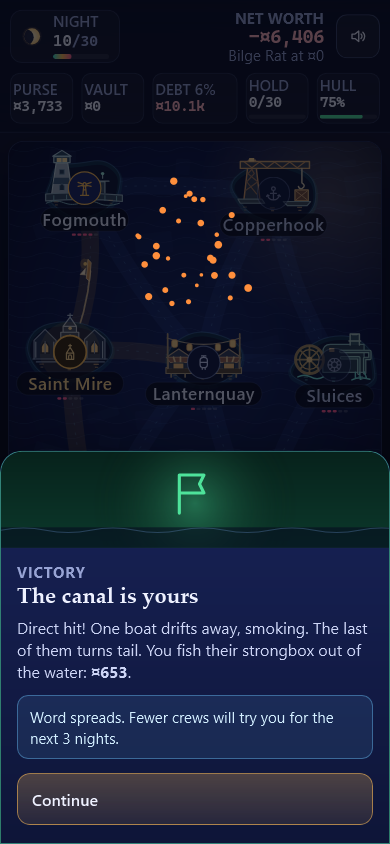 NIGHT
10/30
NET WORTH
−¤6,406
Bilge Rat at ¤0
PURSE
¤3,733
VAULT
¤0
DEBT 6%
¤10.1k
HOLD
0/30
HULL
75%
Fogmouth
Copperhook
Saint Mire
Lanternquay
Sluices
VICTORY
The canal is yours
Direct hit! One boat drifts away, smoking. The last
of them turns tail. You fish their strongbox out of
the water: ¤653.
Word spreads. Fewer crews will try you for the
next 3 nights.
Continue